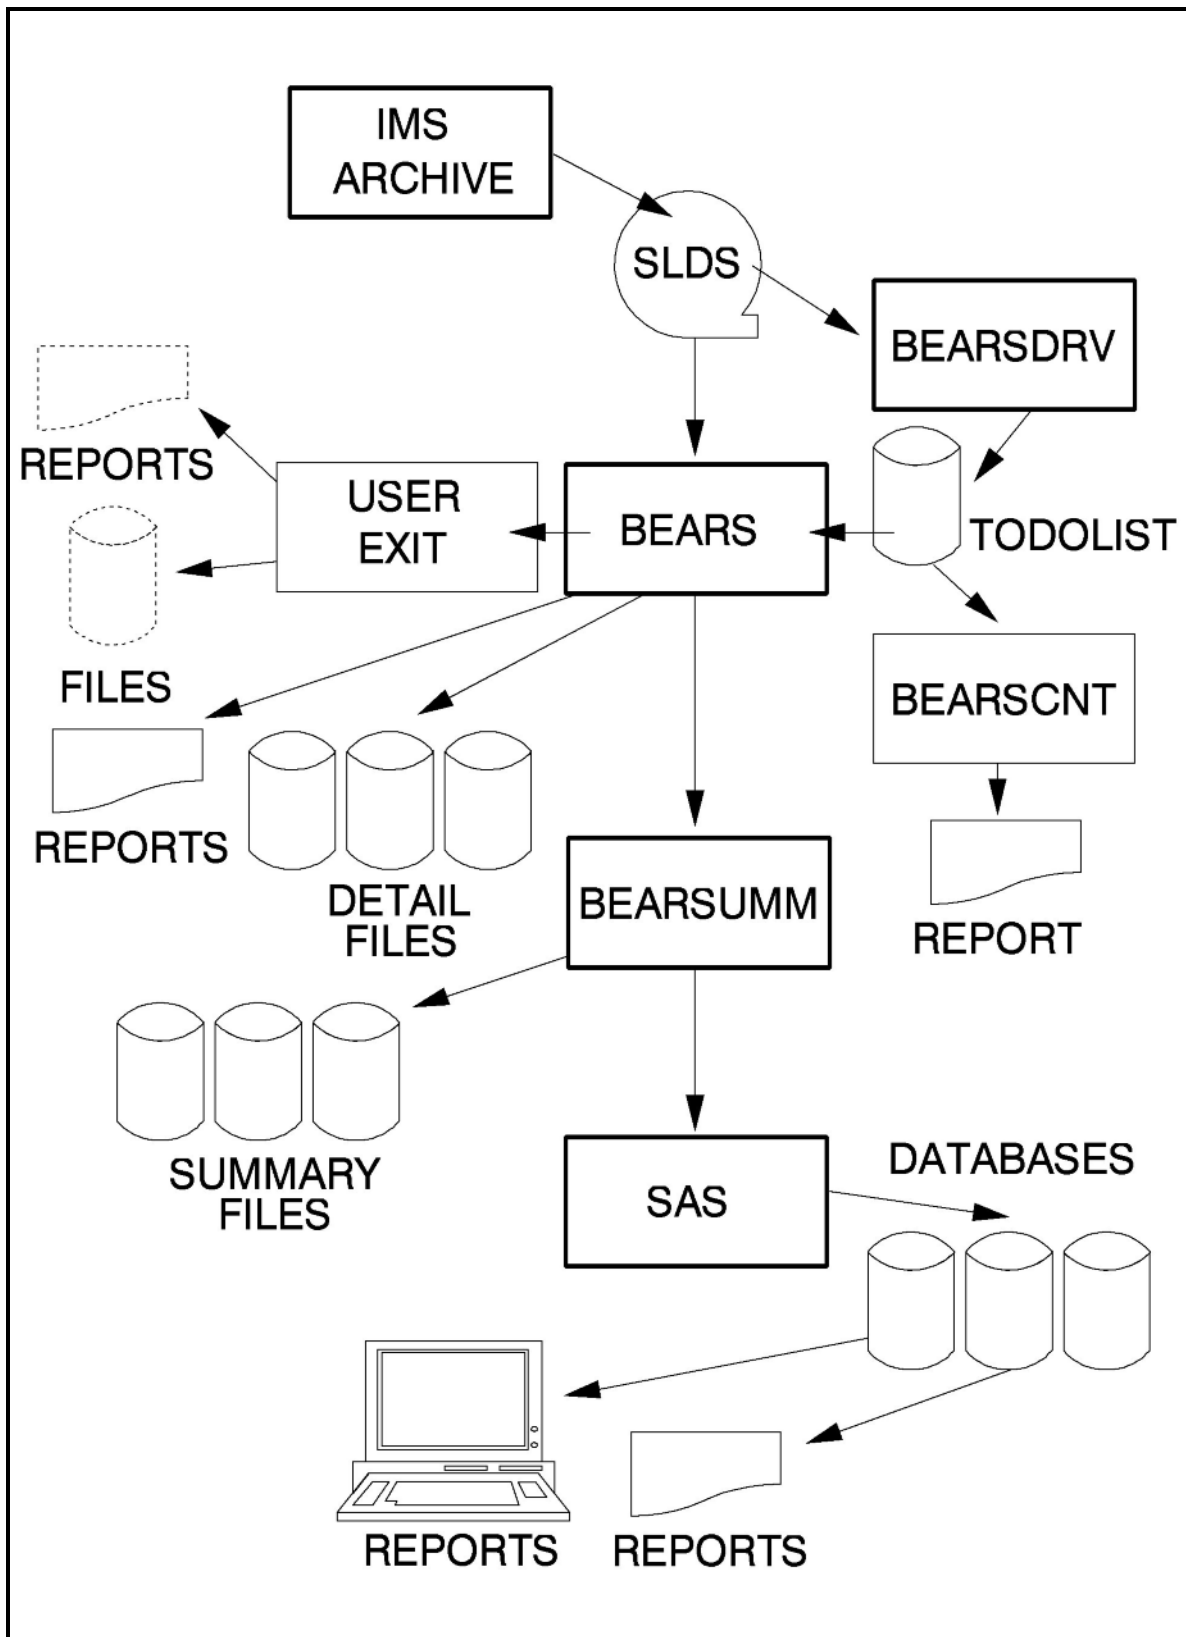 IMS
ARCHIVE
SLDS
BEARSDRV
REPORTS
USER
EXIT
BEARS
TODOLIST
FILES
BEARSCNT
REPORTS
DETAIL
FILES
BEARSUMM
REPORT
SUMMARY
FILES
SAS
DATABASES
REPORTS
REPORTS